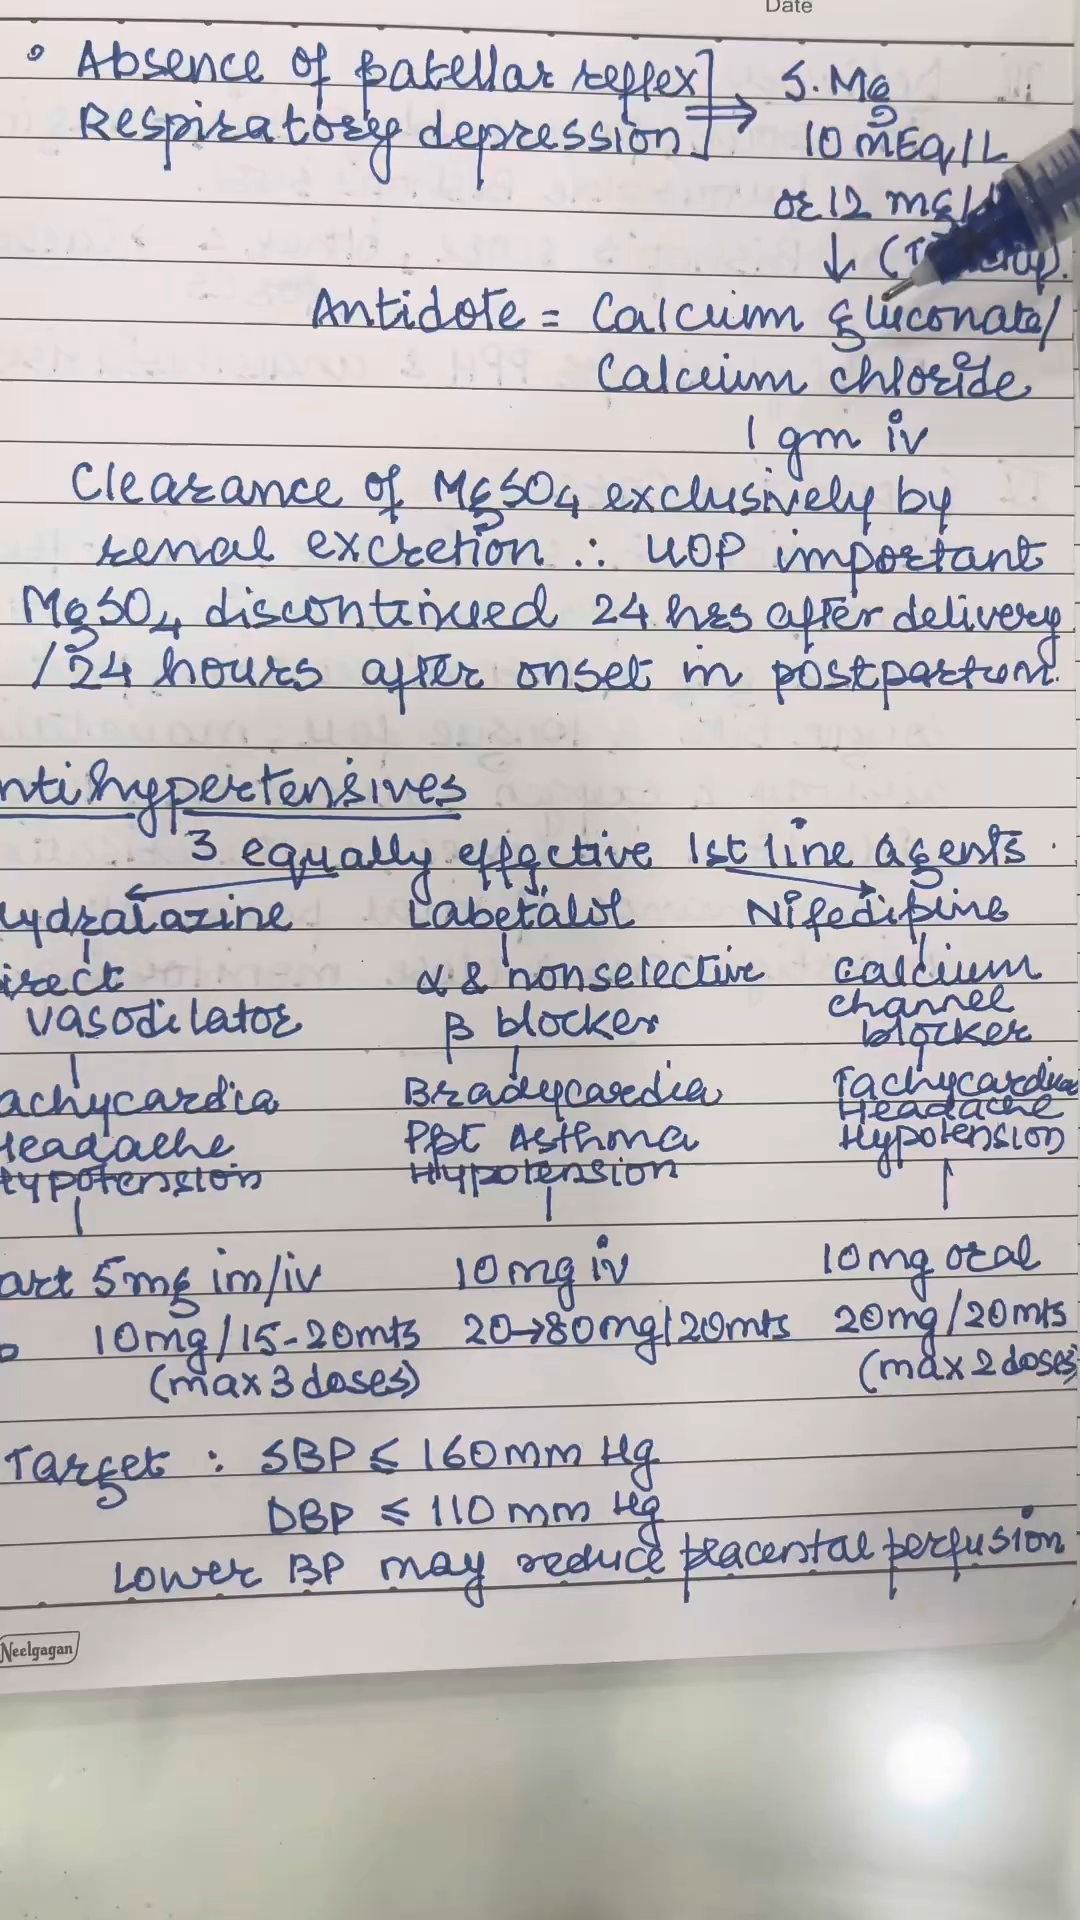 Date
• Absence of patellar reflex] ⇒ S. Mg
Respiratory depression] 10 mEq/L
or 12 mg/
↓
Antidote = Calcium gluconate/
Calcium chloride
1 gm iv
Clearance of MgSO4 exclusively by
renal excretion ∴ UOP important
MgSO4 discontinued 24 hrs after delivery
/24 hours after onset in postpartum.
ntihypertensives
3 equally effective 1st line agents.
ydralazine Labetalol Nifedipine
irect α & nonselective calcium
vasodilator β blocker channel
blocker
achycardia Bradycardia Tachycardia
eadache PPt Asthma Headache
ypotension Hypotension Hypotension
art 5mg im/iv 10mg iv 10mg oral
10mg/15-20mts 20→80mg/20mts 20mg/20mts
(max 3 doses) (max 2 doses
Target : SBP ≤ 160 mm Hg
DBP ≤ 110 mm Hg
Lower BP may reduce placental perfusion
Neelgagan